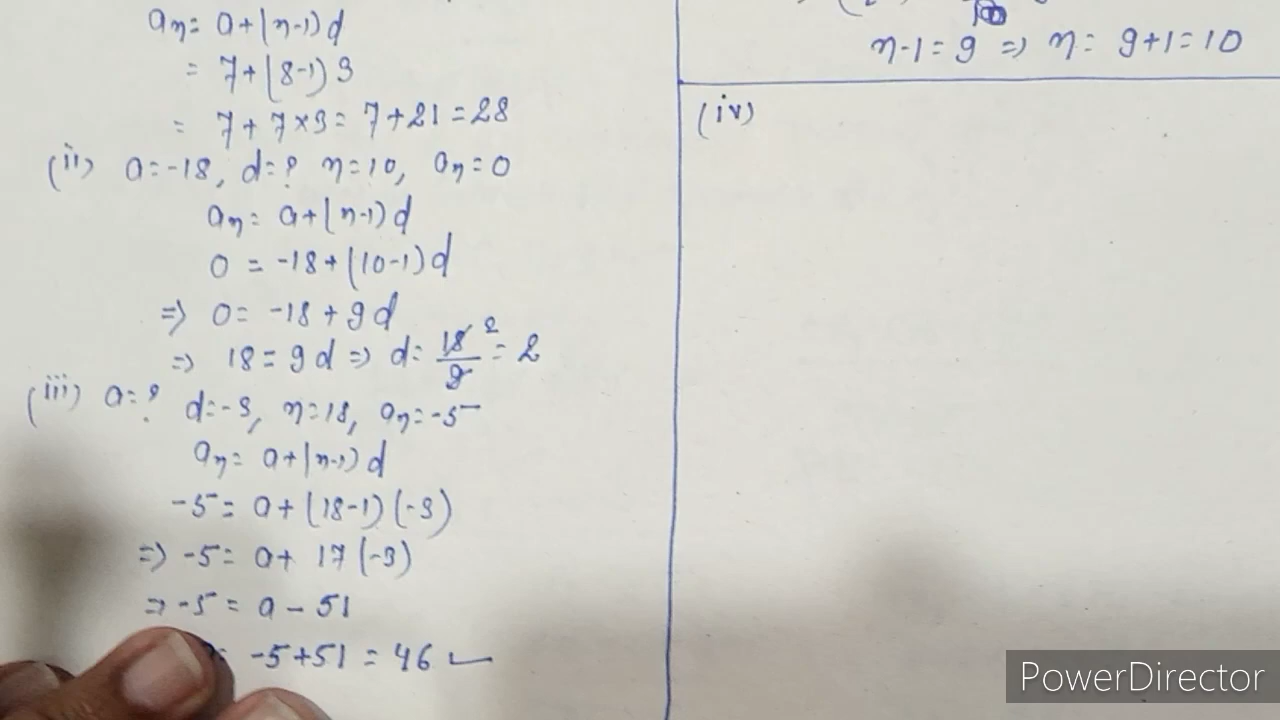 an = a+(n-1)d
= 7+(8-1)3
= 7+7×3 = 7+21 = 28
(ii) a=-18, d=? n=10, an=0
an = a+(n-1)d
0 = -18+(10-1)d
⇒ 0 = -18+9d
⇒ 18 = 9d ⇒ d = 18/9 2 = 2
(iii) a=? d=-3, n=18, an=-5
an = a+(n-1)d
-5 = a+(18-1)(-3)
⇒ -5 = a+ 17(-3)
⇒ -5 = a - 51
= -5+51 = 46
n-1 = 9 ⇒ n = 9+1 = 10
(iv)
PowerDirector